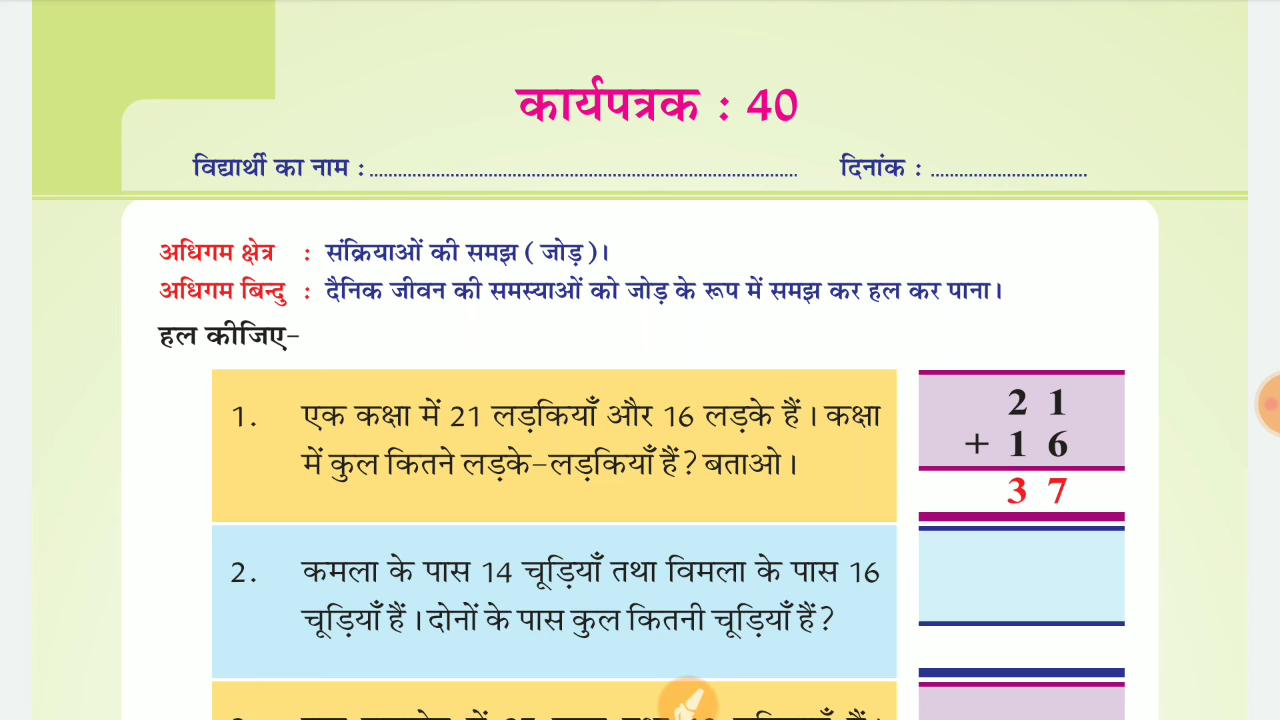 कार्यपत्रक : 40
विद्यार्थी का नाम : ........................................ दिनांक : ................................
अधिगम क्षेत्र : संक्रियाओं की समझ ( जोड़ )।
अधिगम बिन्दु : दैनिक जीवन की समस्याओं को जोड़ के रूप में समझ कर हल कर पाना।
हल कीजिए-
1. एक कक्षा में 21 लड़कियाँ और 16 लड़के हैं। कक्षा
में कुल कितने लड़के-लड़कियाँ हैं? बताओ।
2 1
+ 1 6
3 7
2. कमला के पास 14 चूड़ियाँ तथा विमला के पास 16
चूड़ियाँ हैं। दोनों के पास कुल कितनी चूड़ियाँ हैं?